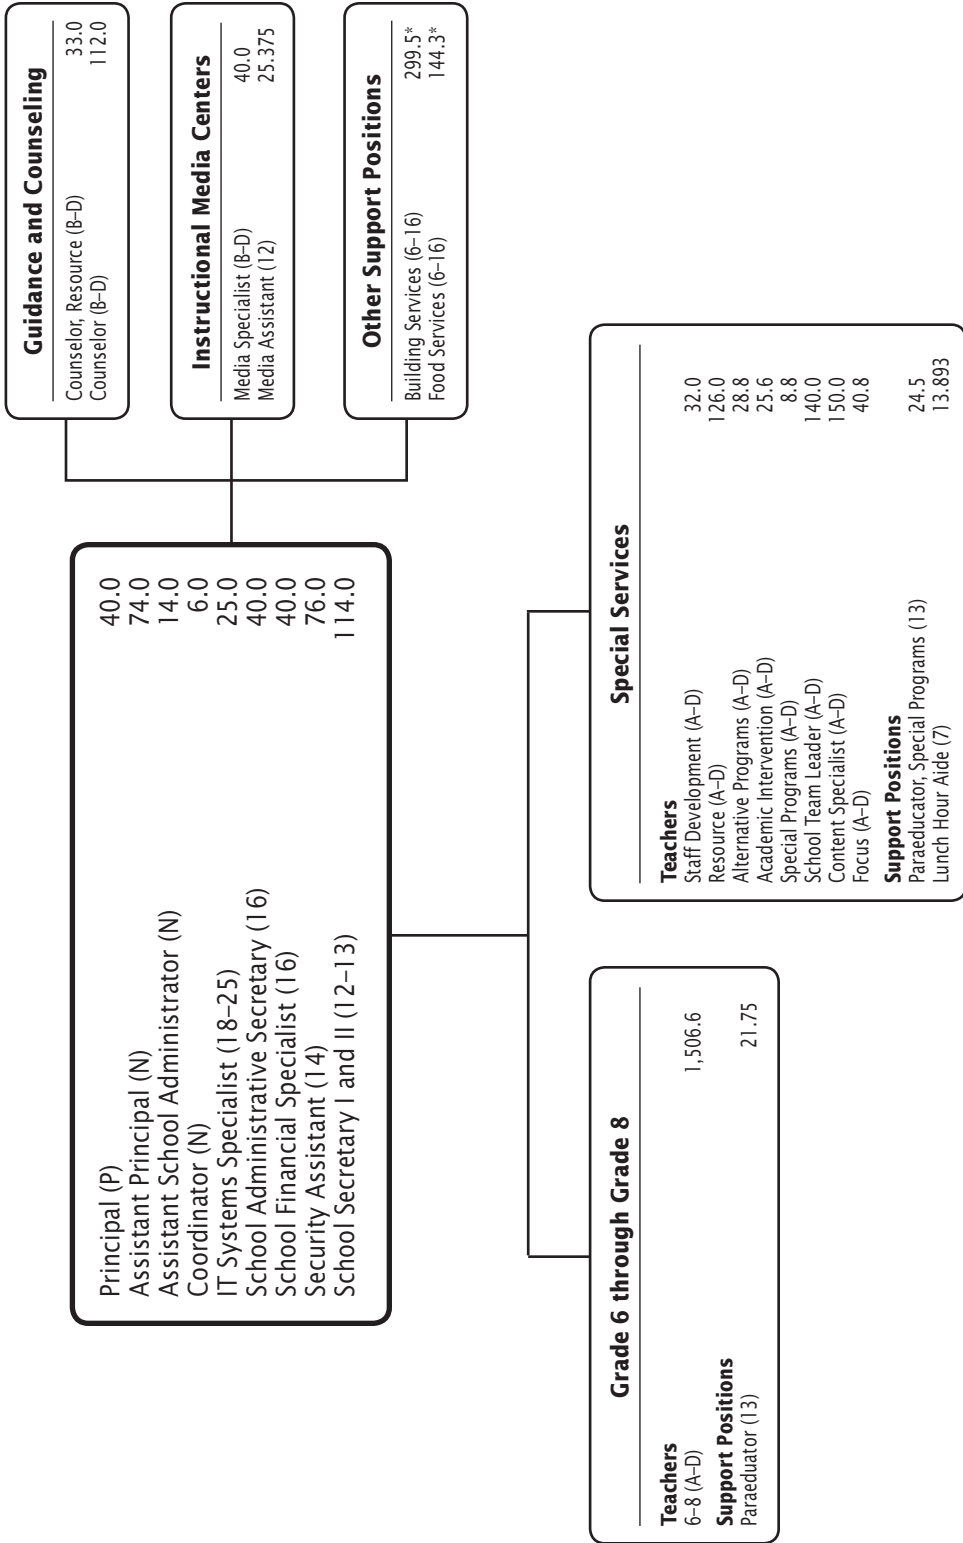 Principal (P) 40.0
Assistant Principal (N) 74.0
Assistant School Administrator (N) 14.0
Coordinator (N) 6.0
IT Systems Specialist (18–25) 25.0
School Administrative Secretary (16) 40.0
School Financial Specialist (16) 40.0
Security Assistant (14) 76.0
School Secretary I and II (12–13) 114.0
Guidance and Counseling
Counselor, Resource (B–D) 33.0
Counselor (B–D) 112.0
Instructional Media Centers
Media Specialist (B–D) 40.0
Media Assistant (12) 25.375
Other Support Positions
Building Services (6–16) 299.5*
Food Services (6–16) 144.3*
Grade 6 through Grade 8
Teachers
6–8 (A–D) 1,506.6
Support Positions
Paraeduator (13) 21.75
Special Services
Teachers
Staff Development (A–D) 32.0
Resource (A–D) 126.0
Alternative Programs (A–D) 28.8
Academic Intervention (A–D) 25.6
Special Programs (A–D) 8.8
School Team Leader (A–D) 140.0
Content Specialist (A–D) 150.0
Focus (A–D) 40.8
Support Positions
Paraeducator, Special Programs (13) 24.5
Lunch Hour Aide (7) 13.893